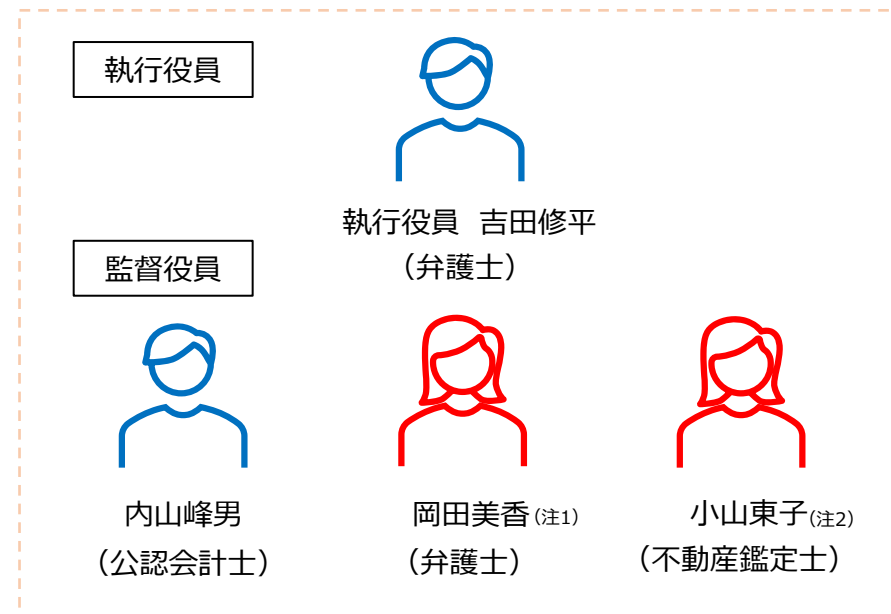 執行役員
執行役員 吉田修平
（弁護士）
監督役員
内山峰男
（公認会計士）
岡田美香(注1)
（弁護士）
小山東子(注2)
（不動産鑑定士）